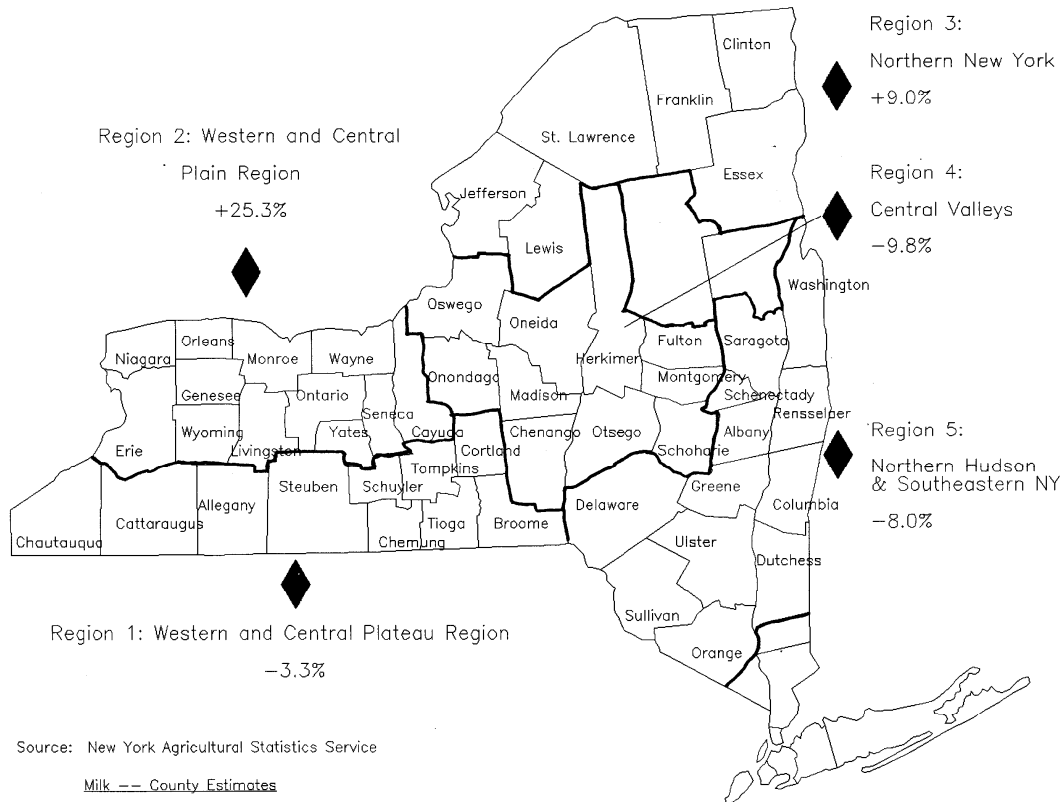 Region 3:
Northern New York
+9.0%
Region 2: Western and Central
Plain Region
+25.3%
Region 4:
Central Valleys
-9.8%
Clinton
Franklin
St. Lawrence
Essex
Jefferson
Lewis
Washington
Oswego
Oneida
Orleans
Niagara
Monroe
Wayne
Herkimer
Fulton
Saratoga
Onondago
Montgomery
Genesee
Ontario
Madison
Schenectady
Seneca
Rensselaer
Wyoming
Yates
Cayuga
Chenango
Otsego
Albany
Erie
Livingston
Cortland
Schoharie
Tompkins
Region 5:
Northern Hudson
& Southeastern NY
-8.0%
Steuben
Schuyler
Greene
Allegany
Delaware
Columbia
Cattaraugus
Tioga
Broome
Chautauqua
Chemung
Ulster
Dutchess
Sullivan
Orange
Region 1: Western and Central Plateau Region
-3.3%
Source: New York Agricultural Statistics Service
Milk -- County Estimates